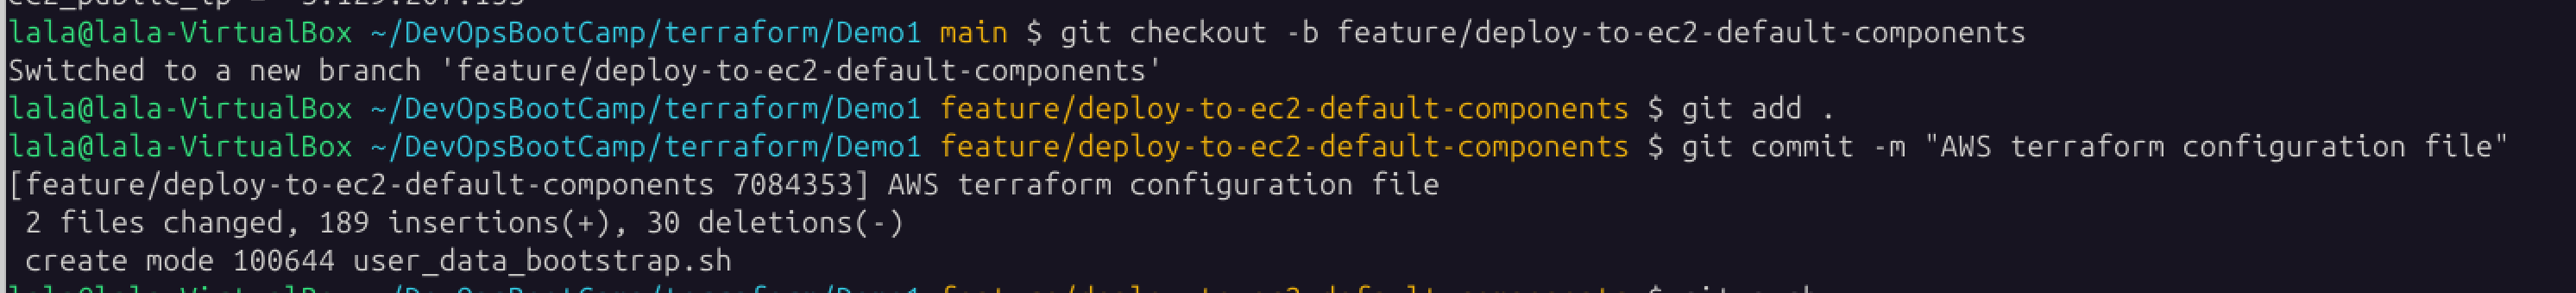 lala@lala-VirtualBox ~/DevOpsBootCamp/terraform/Demo1 main $ git checkout -b feature/deploy-to-ec2-default-components
Switched to a new branch 'feature/deploy-to-ec2-default-components'
lala@lala-VirtualBox ~/DevOpsBootCamp/terraform/Demo1 feature/deploy-to-ec2-default-components $ git add .
lala@lala-VirtualBox ~/DevOpsBootCamp/terraform/Demo1 feature/deploy-to-ec2-default-components $ git commit -m "AWS terraform configuration file"
[feature/deploy-to-ec2-default-components 7084353] AWS terraform configuration file
 2 files changed, 189 insertions(+), 30 deletions(-)
 create mode 100644 user_data_bootstrap.sh